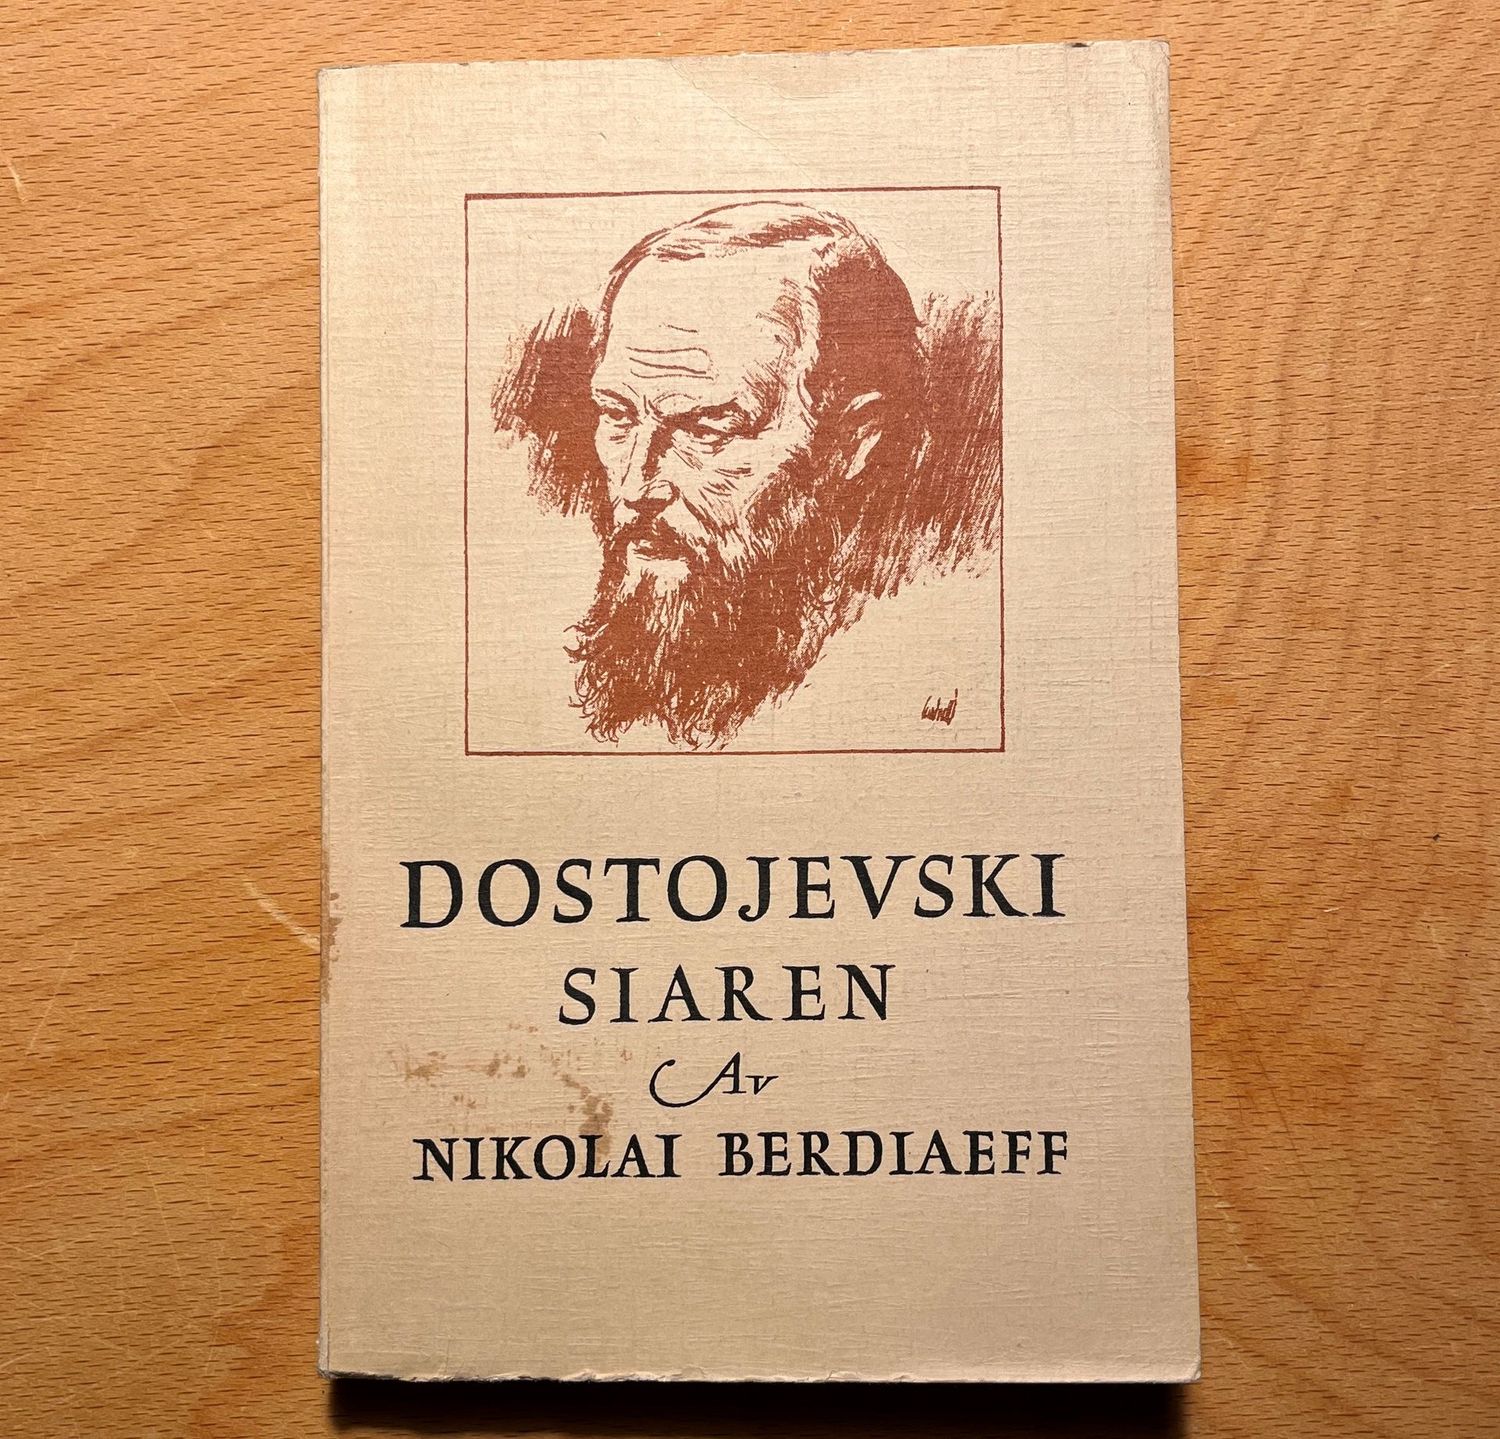 DOSTOJEVSKI
SIAREN
Av
NIKOLAI BERDIAEFF